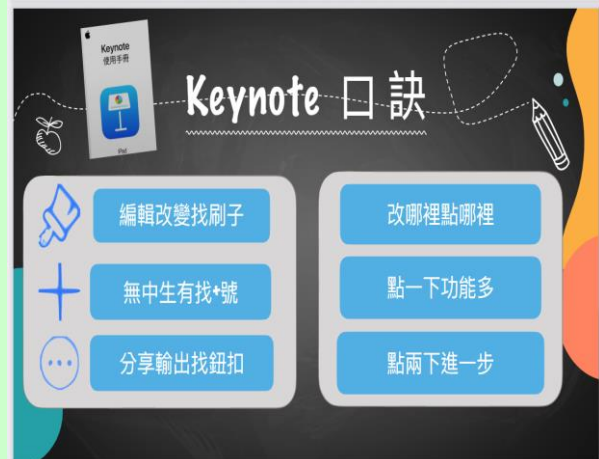 Keynote
使用手冊
iPad
Keynote 口訣
編輯改變找刷子
無中生有找+號
分享輸出找鈕扣
改哪裡點哪裡
點一下功能多
點兩下進一步